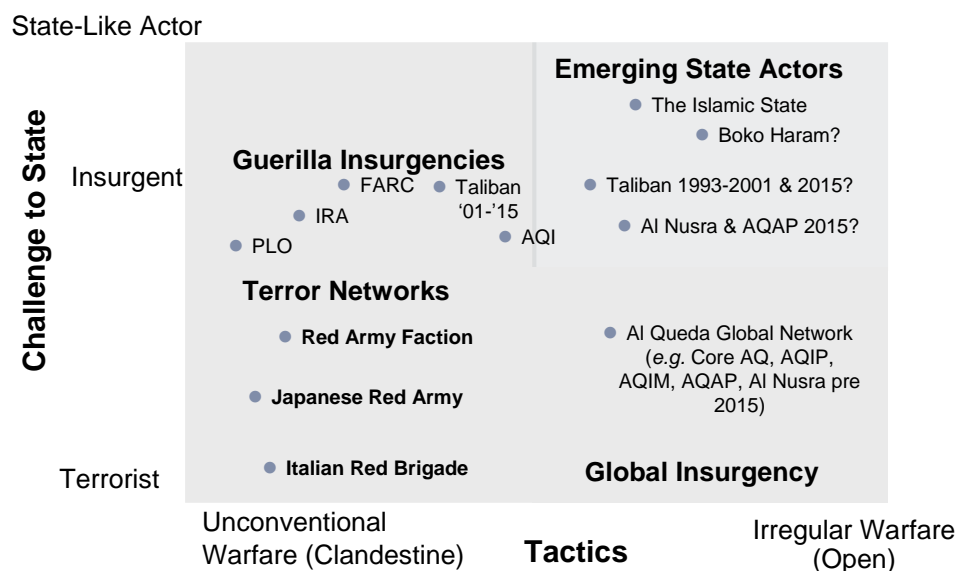 State-Like Actor
Emerging State Actors
The Islamic State
Boko Haram?
Challenge to State
Guerilla Insurgencies
Insurgent
FARC
Taliban
‘01-’15
Taliban 1993-2001 & 2015?
IRA
Al Nusra & AQAP 2015?
AQI
PLO
Terror Networks
Red Army Faction
Al Queda Global Network
(e.g. Core AQ, AQIP,
AQIM, AQAP, Al Nusra pre
2015)
Japanese Red Army
Italian Red Brigade
Global Insurgency
Terrorist
Unconventional
Warfare (Clandestine)
Tactics
Irregular Warfare
(Open)